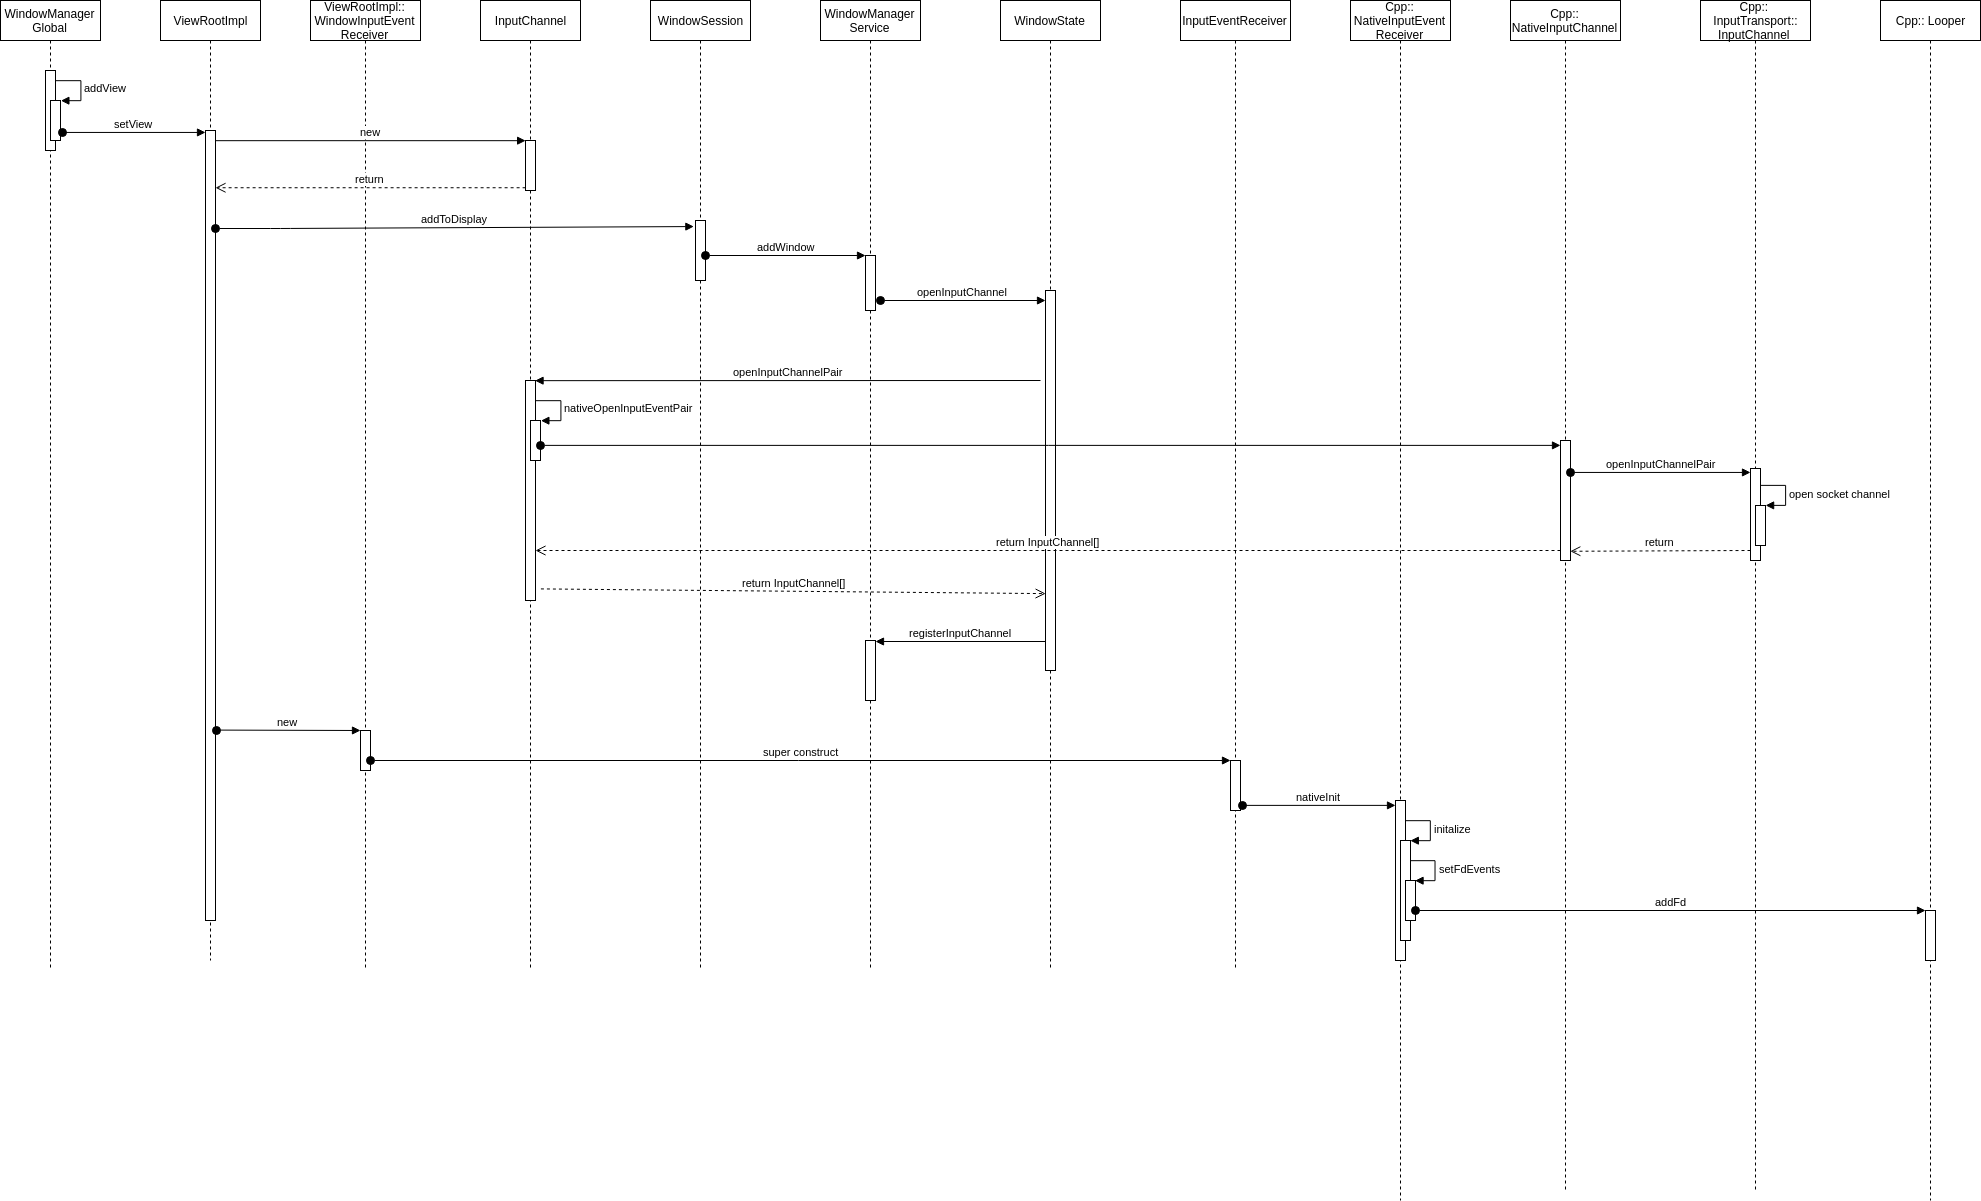 WindowManager
Global
ViewRootImpl
ViewRootImpl::
WindowInputEvent
Receiver
InputChannel
WindowSession
WindowManager
Service
WindowState
InputEventReceiver
Cpp::
NativeInputEvent
Receiver
Cpp::
NativeInputChannel
Cpp::
InputTransport::
InputChannel
Cpp:: Looper
addView
setView
new
return
addToDisplay
addWindow
openInputChannel
openInputChannelPair
nativeOpenInputEventPair
openInputChannelPair
open socket channel
return InputChannel[]
return
return InputChannel[]
registerInputChannel
new
super construct
nativeInit
initalize
setFdEvents
addFd